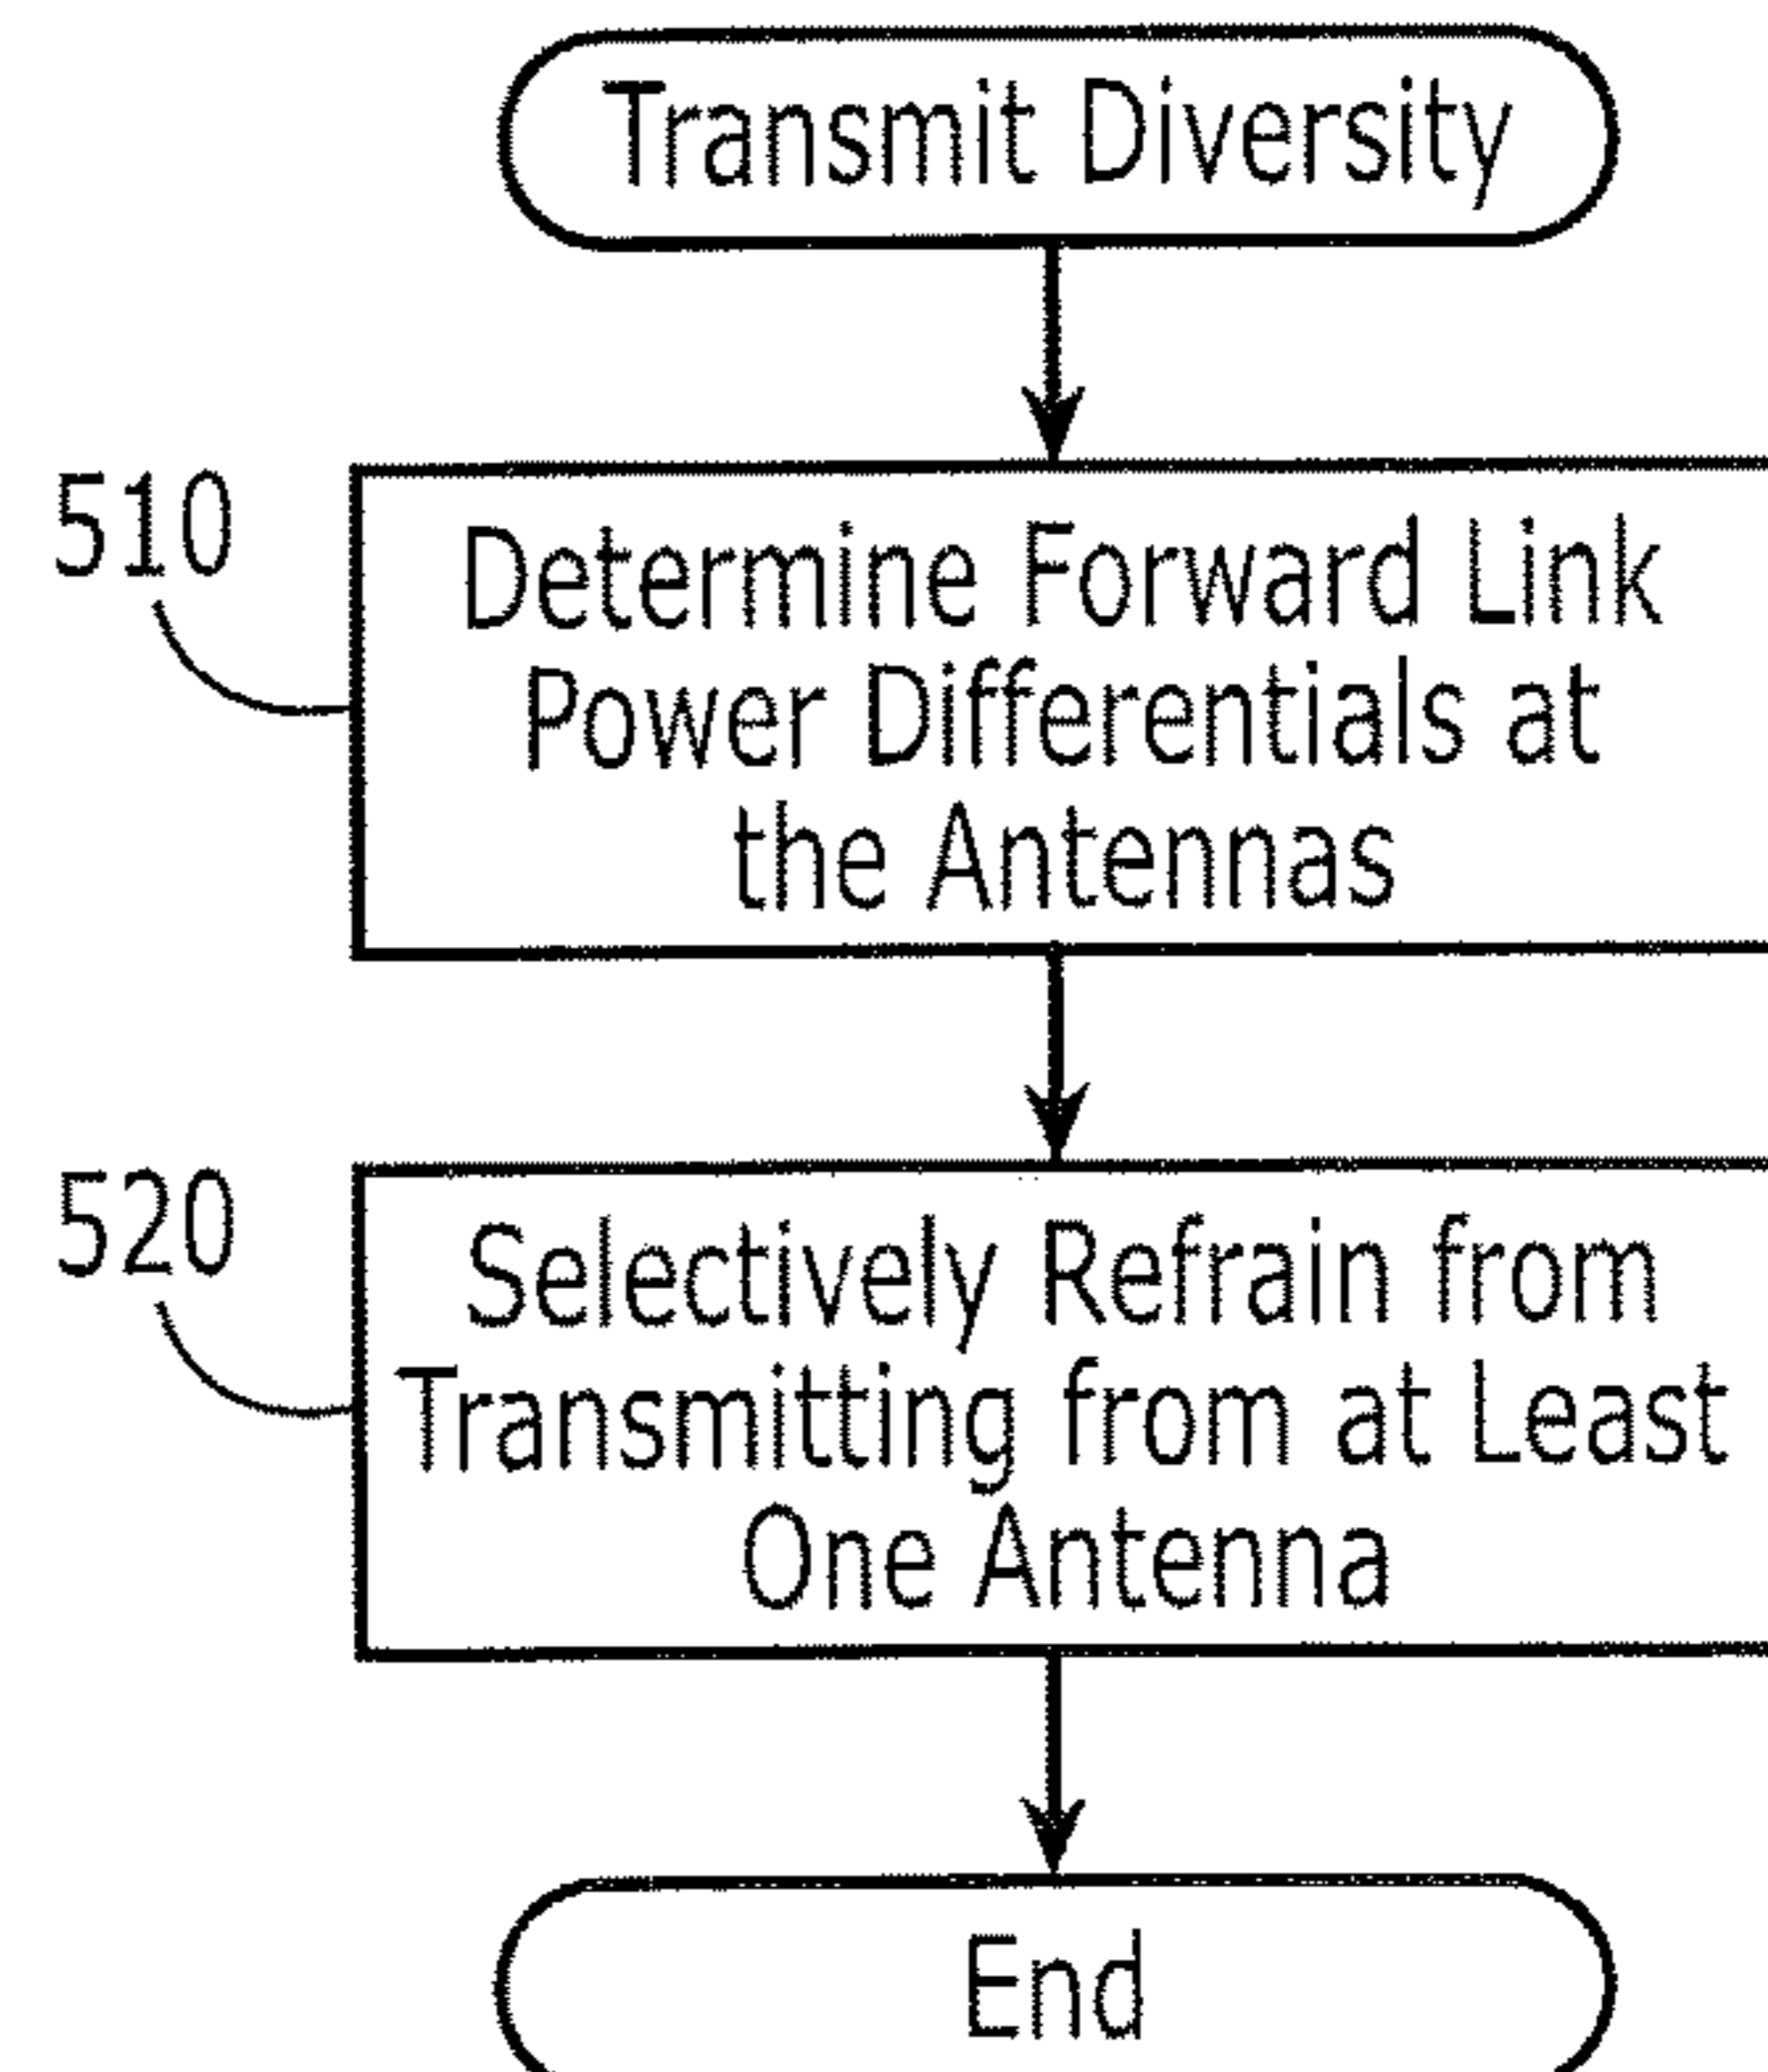 Transmit Diversity
510
Determine Forward Link
Power Differentials at
the Antennas
520
Selectively Refrain from
Transmitting from at Least
One Antenna
End